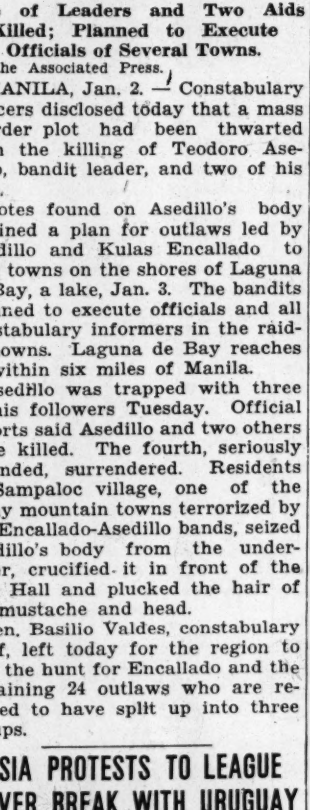 of Leaders and Two Aids
Killed; Planned to Execute
Officials of Several Towns.
he Associated Press.
ANILA, Jan. 2. — Constabulary
cers disclosed today that a mass
rder plot had been thwarted
n the killing of Teodoro Ase-
o, bandit leader, and two of his
.
otes found on Asedillo's body
ined a plan for outlaws led by
dillo and Kulas Encallado to
towns on the shores of Laguna
Bay, a lake, Jan. 3. The bandits
ned to execute officials and all
stabulary informers in the raid-
towns. Laguna de Bay reaches
within six miles of Manila.
sedillo was trapped with three
his followers Tuesday. Official
orts said Asedillo and two others
e killed. The fourth, seriously
nded, surrendered. Residents
Sampaloc village, one of the
y mountain towns terrorized by
Encallado-Asedillo bands, seized
dillo's body from the under-
r, crucified it in front of the
Hall and plucked the hair of
mustache and head.
en. Basilio Valdes, constabulary
f, left today for the region to
the hunt for Encallado and the
aining 24 outlaws who are re-
ed to have split up into three
ups.
SIA PROTESTS TO LEAGUE
VER BREAK WITH URUGUAY